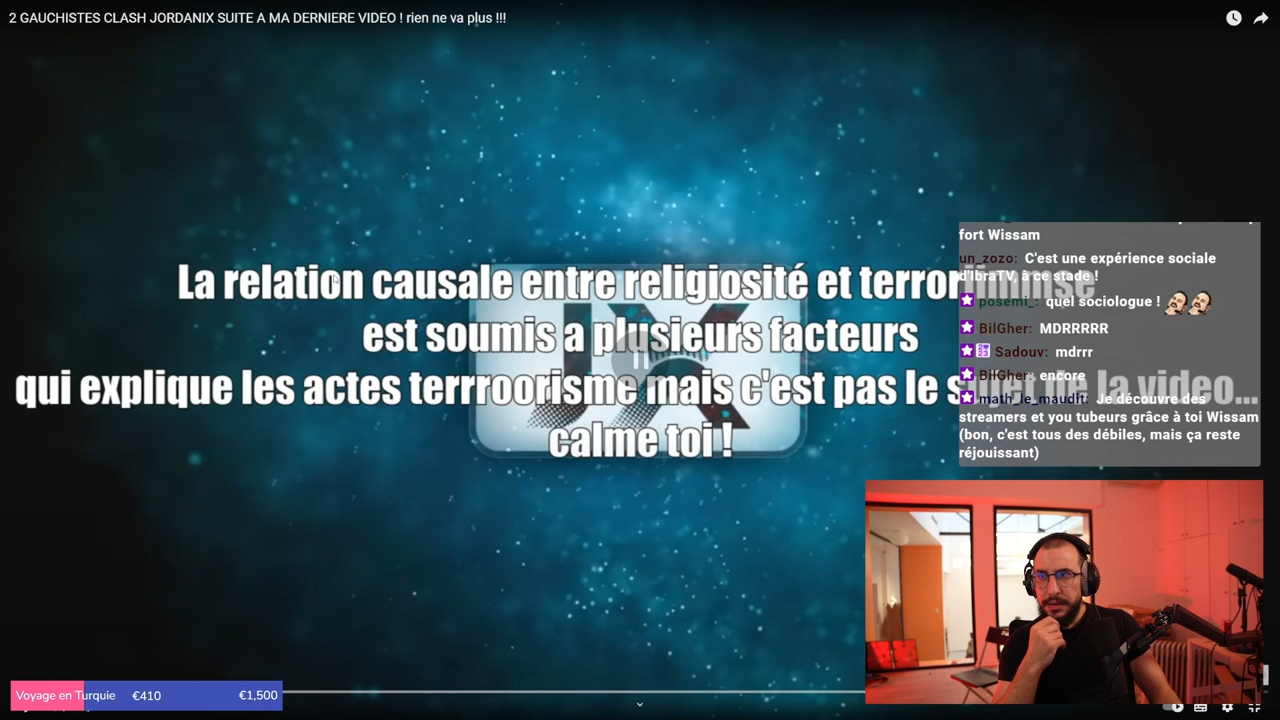 2 GAUCHISTES CLASH JORDANIX SUITE A MA DERNIERE VIDEO ! rien ne va plus !!!
fort Wissam
un_zozo: C'est une expérience sociale
d'IbraTV, à ce stade !
La relation causale entre religiosité et terrorisme
posemi_: quel sociologue !
BilGher: MDRRRRR
est soumis a plusieurs facteurs
Sadouv: mdrrr
BilGher: encore
qui explique les actes terrroorisme mais c'est pas le sujet de la video...
math_le_maudit: Je découvre des
streamers et you tubeurs grâce à toi Wissam
(bon, c'est tous des débiles, mais ça reste
réjouissant)
calme toi !
JX
Voyage en Turquie €410 €1,500